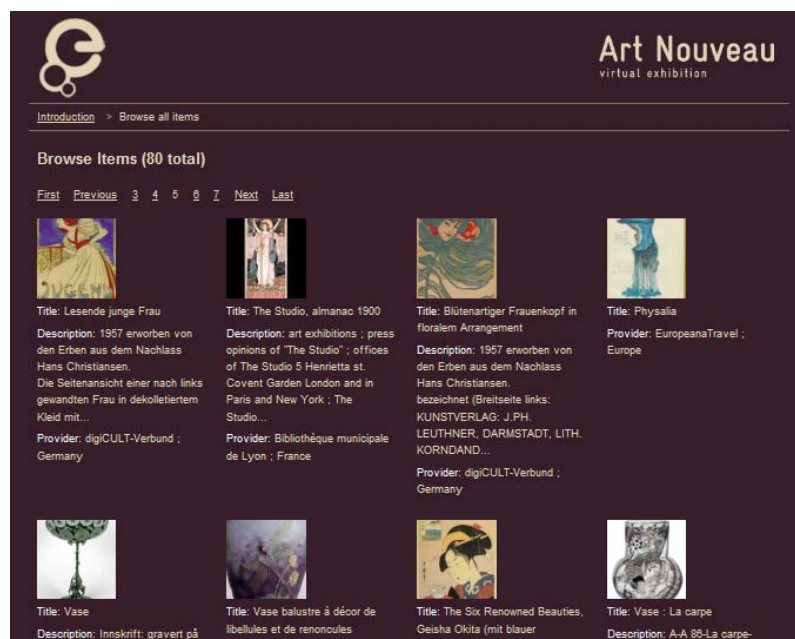 Art Nouveau
virtual exhibition
Introduction > Browse all items
Browse Items (80 total)
First Previous 3 4 5 6 7 Next Last
JUGEN
Title: Lesende junge Frau
Description: 1957 erworben von
den Erben aus dem Nachlass
Hans Christiansen.
Die Seitenansicht einer nach links
gewandten Frau in dekolletiertem
Kleid mit...
Provider: digiCULT-Verbund ;
Germany
Title: The Studio, almanac 1900
Description: art exhibitions ; press
opinions of "The Studio" ; offices
of The Studio 5 Henrietta st.
Covent Garden London and in
Paris and New York ; The
Studio...
Provider: Bibliothèque municipale
de Lyon ; France
Title: Blütenartiger Frauenkopf in
floralem Arrangement
Description: 1957 erworben von
den Erben aus dem Nachlass
Hans Christiansen.
bezeichnet (Breitseite links:
KUNSTVERLAG: J.PH.
LEUTHNER, DARMSTADT, LITH.
KORNDAND...
Provider: digiCULT-Verbund ;
Germany
Title: Physalia
Provider: EuropeanaTravel ;
Europe
Title: Vase
Description: Innskrift: gravert på
Title: Vase balustre à décor de
libellules et de renoncules
Title: The Six Renowned Beauties,
Geisha Okita (mit blauer
Title: Vase : La carpe
Description: A-A 86-La carpe-